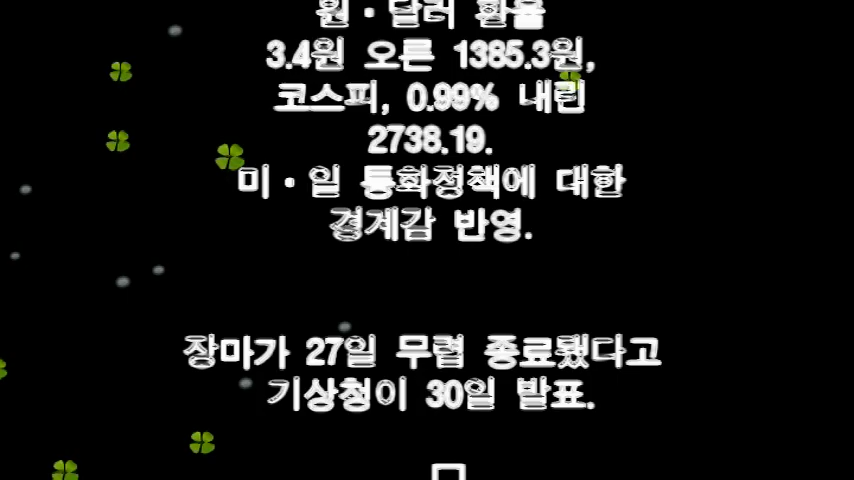 원·달러 환율
3.4원 오른 1385.3원,
코스피, 0.99% 내린
2738.19.
미·일 통화정책에 대한
경계감 반영.
장마가 27일 무렵 종료됐다고
기상청이 30일 발표.